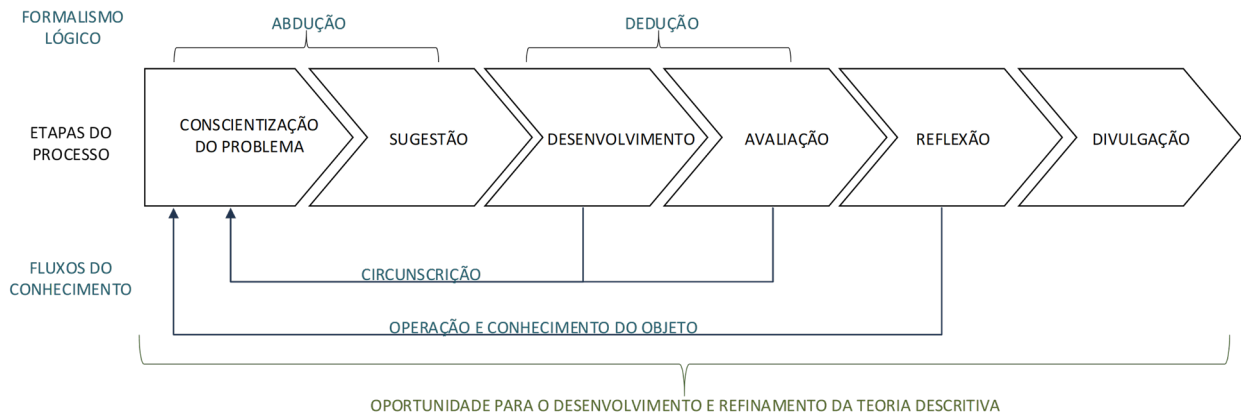 FORMALISMO
LÓGICO
ABDUÇÃO
DEDUÇÃO
ETAPAS DO
PROCESSO
CONSCIENTIZAÇÃO
DO PROBLEMA
SUGESTÃO
DESENVOLVIMENTO
AVALIAÇÃO
REFLEXÃO
DIVULGAÇÃO
FLUXOS DO
CONHECIMENTO
CIRCUNSCRIÇÃO
OPERAÇÃO E CONHECIMENTO DO OBJETO
OPORTUNIDADE PARA O DESENVOLVIMENTO E REFINAMENTO DA TEORIA DESCRITIVA